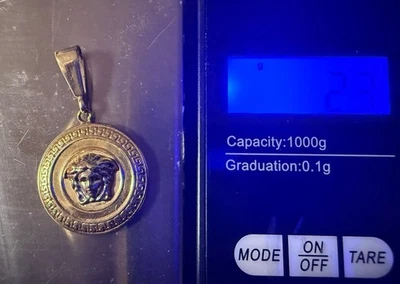 g
Capacity:1000g
Graduation:0.1g
MODE
ON
OFF
TARE